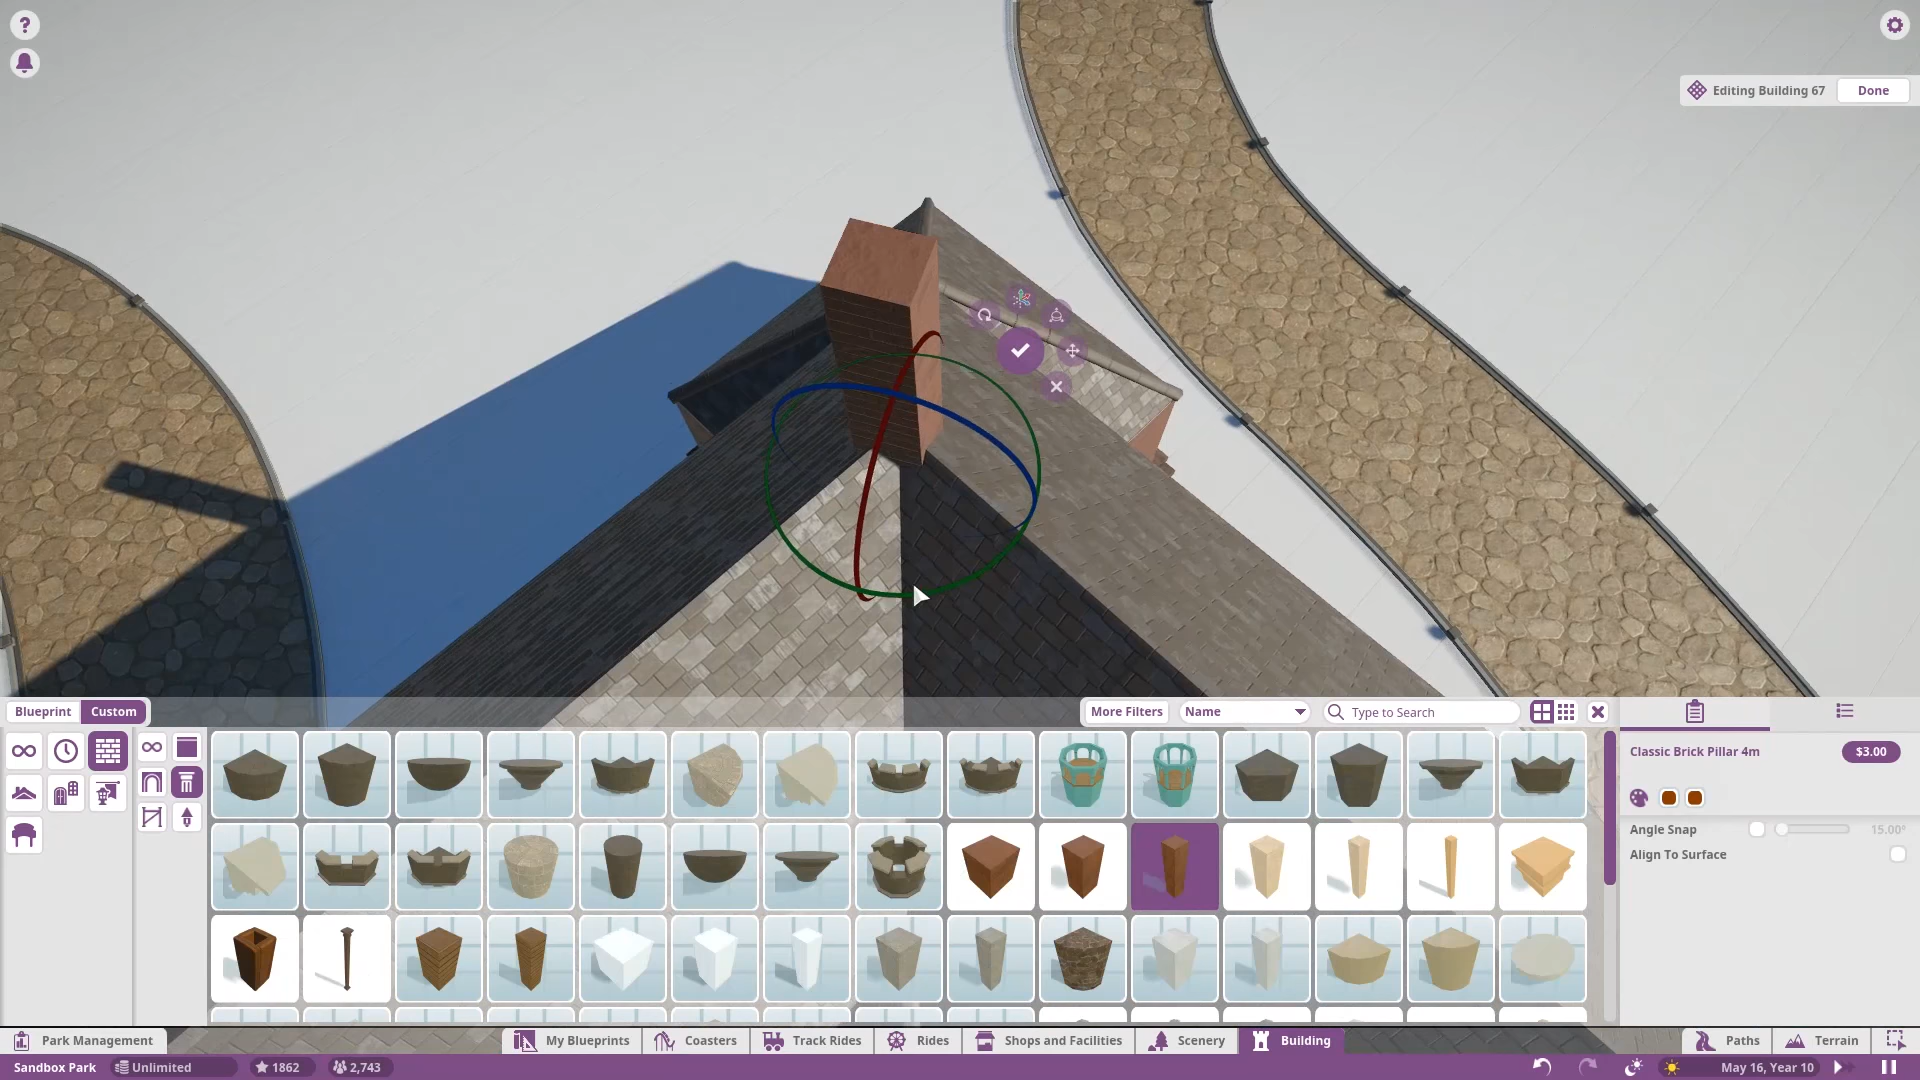 ?
Editing Building 67 Done
Blueprint Custom More Filters Name Type to Search
Classic Brick Pillar 4m $3.00
Angle Snap 15.00°
Align To Surface
Park Management My Blueprints Coasters Track Rides Rides Shops and Facilities Scenery Building Paths Terrain
Sandbox Park Unlimited 1862 2,743 May 16, Year 10